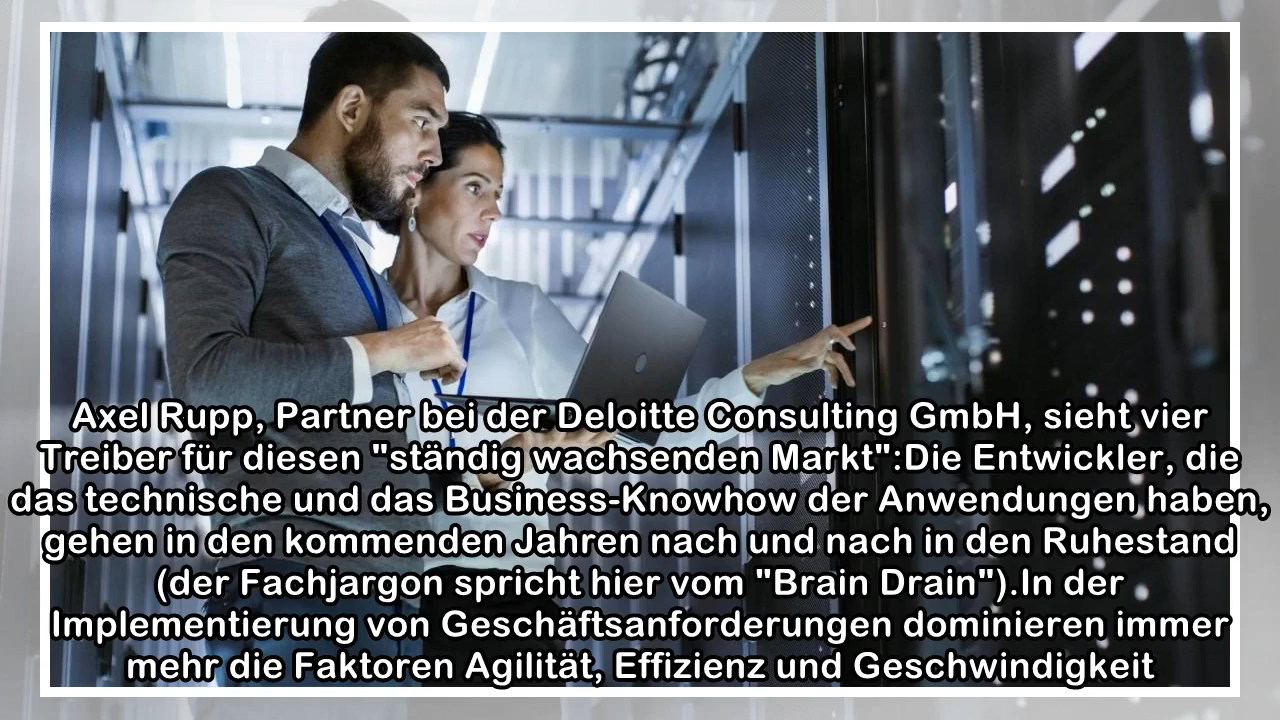 Axel Rupp, Partner bei der Deloitte Consulting GmbH, sieht vier
Treiber für diesen "ständig wachsenden Markt":Die Entwickler, die
das technische und das Business-Knowhow der Anwendungen haben,
gehen in den kommenden Jahren nach und nach in den Ruhestand
(der Fachjargon spricht hier vom "Brain Drain").In der
Implementierung von Geschäftsanforderungen dominieren immer
mehr die Faktoren Agilität, Effizienz und Geschwindigkeit